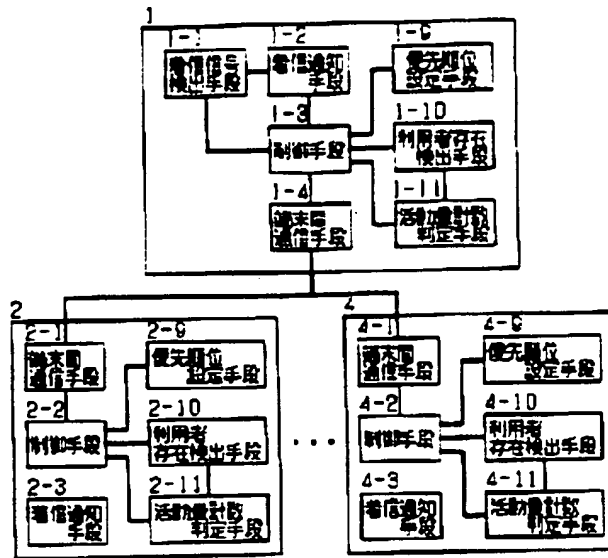 1
1-1
1-2
1-9
着信信号
検出手段
着信通知
手段
優先順位
設定手段
1-3
1-10
制御手段
利用者存在
検出手段
1-4
1-11
端末間
通信手段
活動量計数
判定手段
2
2-1
2-9
端末間
通信手段
優先順位
設定手段
2-2
2-10
制御手段
利用者
存在検出手段
2-3
2-11
着信通知
手段
活動量計数
判定手段
...
4
4-1
4-9
端末間
通信手段
優先順位
設定手段
4-2
4-10
制御手段
利用者
存在検出手段
4-3
4-11
着信通知
手段
活動量計数
判定手段